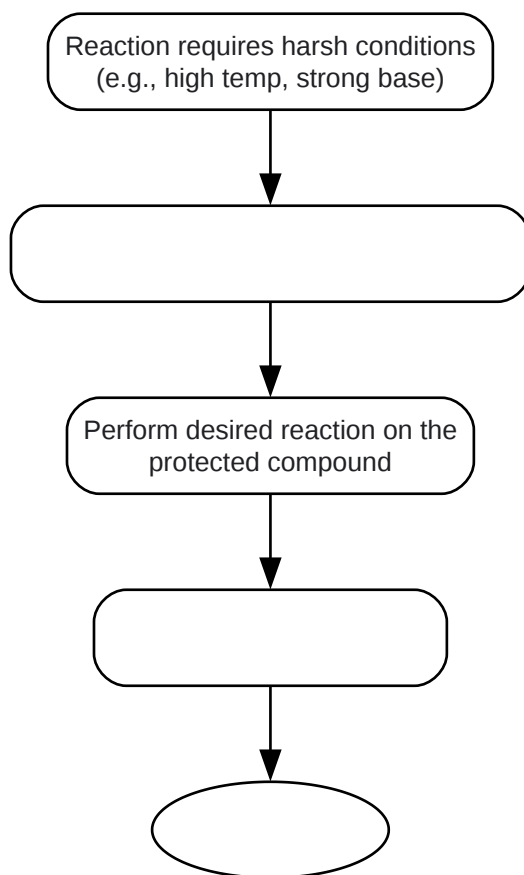 Reaction requires harsh conditions
(e.g., high temp, strong base)
Perform desired reaction on the
protected compound